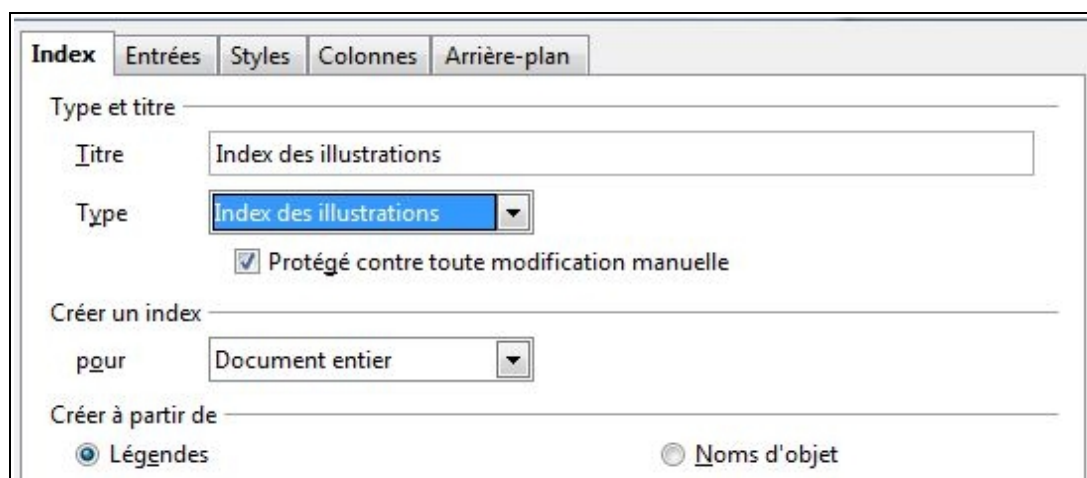 Index Entrées Styles Colonnes Arrière-plan
Type et titre
Titre Index des illustrations
Type Index des illustrations
Protégé contre toute modification manuelle
Créer un index
pour Document entier
Créer à partir de
Légendes Noms d'objet